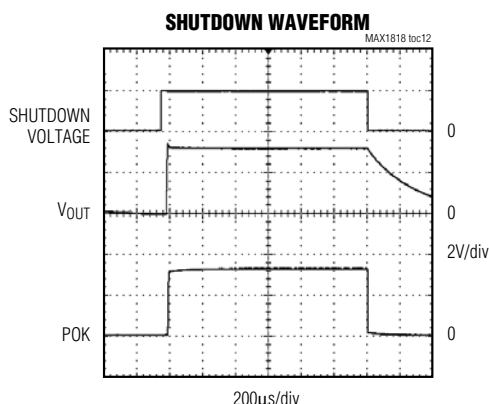 SHUTDOWN WAVEFORM
MAX1818 toc12
SHUTDOWN
VOLTAGE
0
VOUT
0
2V/div
POK
0
200μs/div